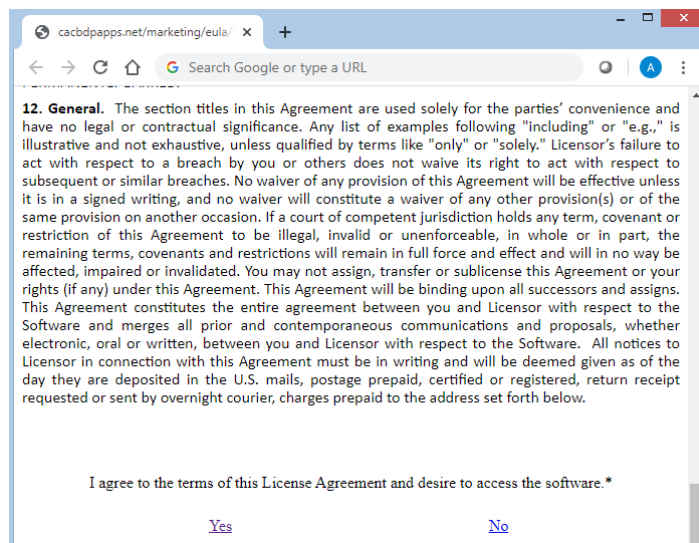 cacbdpapps.net/marketing/eula/
Search Google or type a URL
A
12. General. The section titles in this Agreement are used solely for the parties' convenience and
have no legal or contractual significance. Any list of examples following "including" or "e.g.," is
illustrative and not exhaustive, unless qualified by terms like "only" or "solely." Licensor's failure to
act with respect to a breach by you or others does not waive its right to act with respect to
subsequent or similar breaches. No waiver of any provision of this Agreement will be effective unless
it is in a signed writing, and no waiver will constitute a waiver of any other provision(s) or of the
same provision on another occasion. If a court of competent jurisdiction holds any term, covenant or
restriction of this Agreement to be illegal, invalid or unenforceable, in whole or in part, the
remaining terms, covenants and restrictions will remain in full force and effect and will in no way be
affected, impaired or invalidated. You may not assign, transfer or sublicense this Agreement or your
rights (if any) under this Agreement. This Agreement will be binding upon all successors and assigns.
This Agreement constitutes the entire agreement between you and Licensor with respect to the
Software and merges all prior and contemporaneous communications and proposals, whether
electronic, oral or written, between you and Licensor with respect to the Software. All notices to
Licensor in connection with this Agreement must be in writing and will be deemed given as of the
day they are deposited in the U.S. mails, postage prepaid, certified or registered, return receipt
requested or sent by overnight courier, charges prepaid to the address set forth below.
I agree to the terms of this License Agreement and desire to access the software.*
Yes No